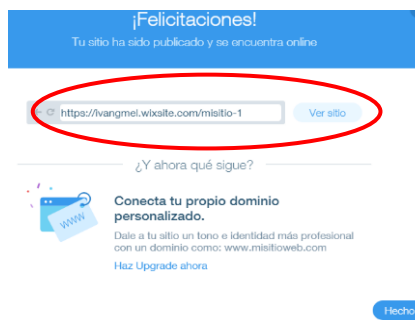 ¡Felicitaciones!
Tu sitio ha sido publicado y se encuentra online
https://ivangmel.wixsite.com/misitio-1
Ver sitio
¿Y ahora qué sigue?
Conecta tu propio dominio
personalizado.
Dale a tu sitio un tono e identidad más profesional
con un dominio como: www.misitioweb.com
Haz Upgrade ahora
WWW
Hecho